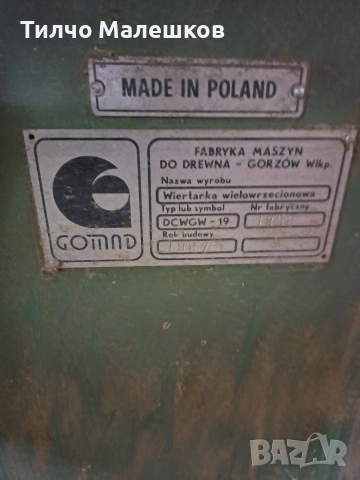 Тилчо Малешков
MADE IN POLAND
FABRYKA MASZYN
DO DREWNA - GORZÓW Wlkp.
Nazwa wyrobu
Wiertarka wielowrzecionowa
Typ lub symbol Nr fabryczny
DCWGW-19
Rok budowy
GOMAD
BAZAR